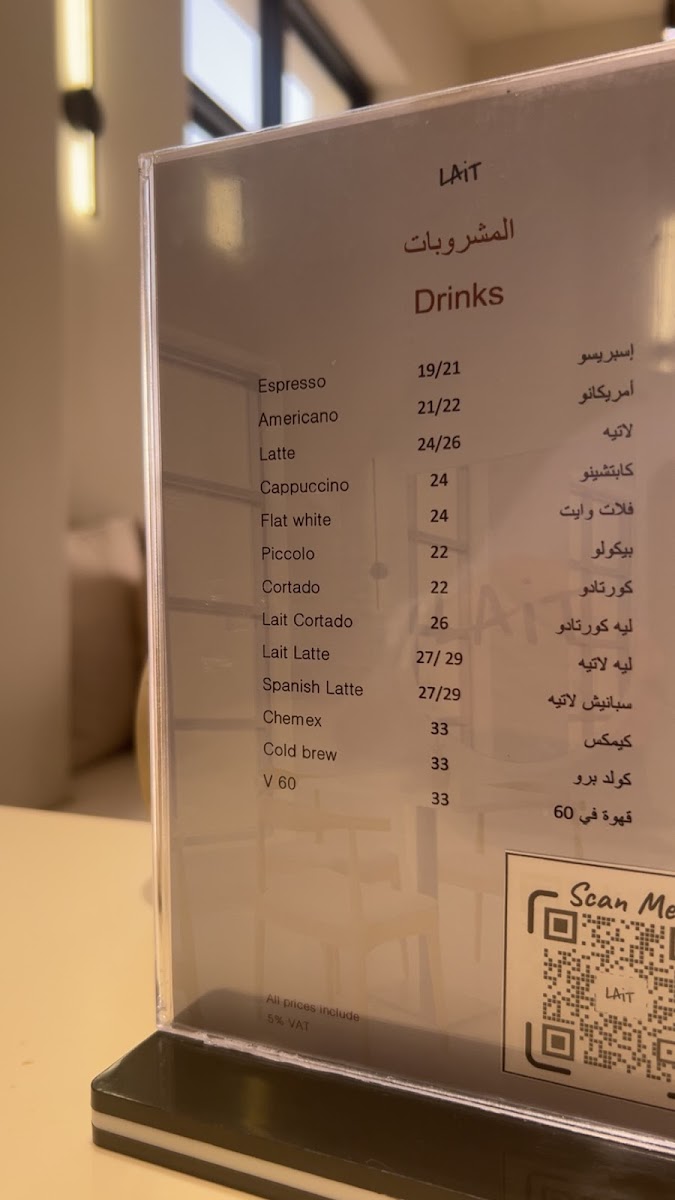 LAiT
المشروبات
Drinks
Espresso 19/21 إسبريسو
Americano 21/22 أمريكانو
Latte 24/26 لاتيه
Cappuccino 24 كابتشينو
Flat white 24 فلات وايت
Piccolo 22 بيكولو
Cortado 22 كورتادو
Lait Cortado 26 ليه كورتادو
Lait Latte 27/ 29 ليه لاتيه
Spanish Latte 27/29 سبانيش لاتيه
Chemex 33 كيمكس
Cold brew 33 كولد برو
V 60 33 قهوة في 60
Scan Me
LAiT
All prices include
5% VAT